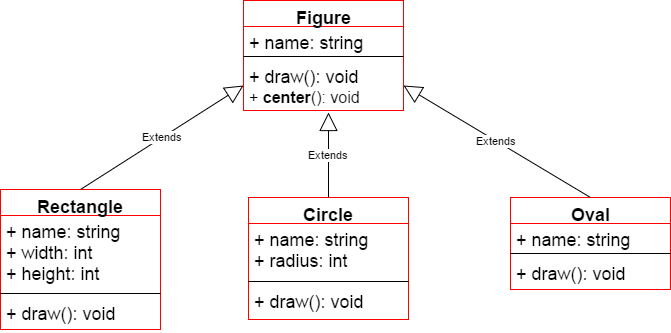 Figure
+ name: string
+ draw(): void
+ center(): void
Extends
Extends
Extends
Rectangle
+ name: string
+ width: int
+ height: int
+ draw(): void
Circle
+ name: string
+ radius: int
+ draw(): void
Oval
+ name: string
+ draw(): void